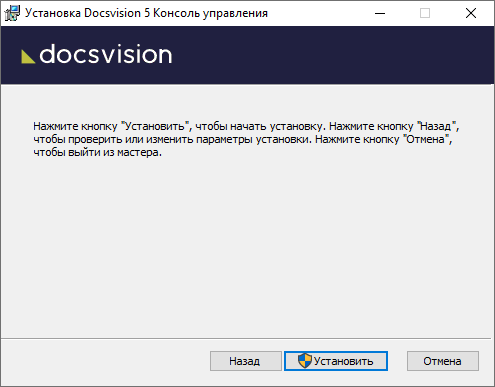 Установка Docsvision 5 Консоль управления
docsvision
Нажмите кнопку "Установить", чтобы начать установку. Нажмите кнопку "Назад",
чтобы проверить или изменить параметры установки. Нажмите кнопку "Отмена",
чтобы выйти из мастера.
Назад Установить Отмена